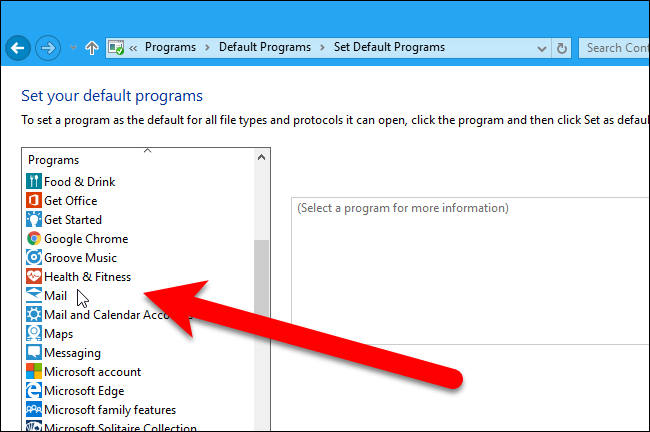 « Programs > Default Programs > Set Default Programs
Search Cont
Set your default programs
To set a program as the default for all file types and protocols it can open, click the program and then click Set as defaul
Programs
Food & Drink
Get Office
Get Started
Google Chrome
Groove Music
Health & Fitness
(Select a program for more information)
Mail
Mail and Calendar Acco
Maps
Messaging
Microsoft account
Microsoft Edge
Microsoft family features
Microsoft Solitaire Collection